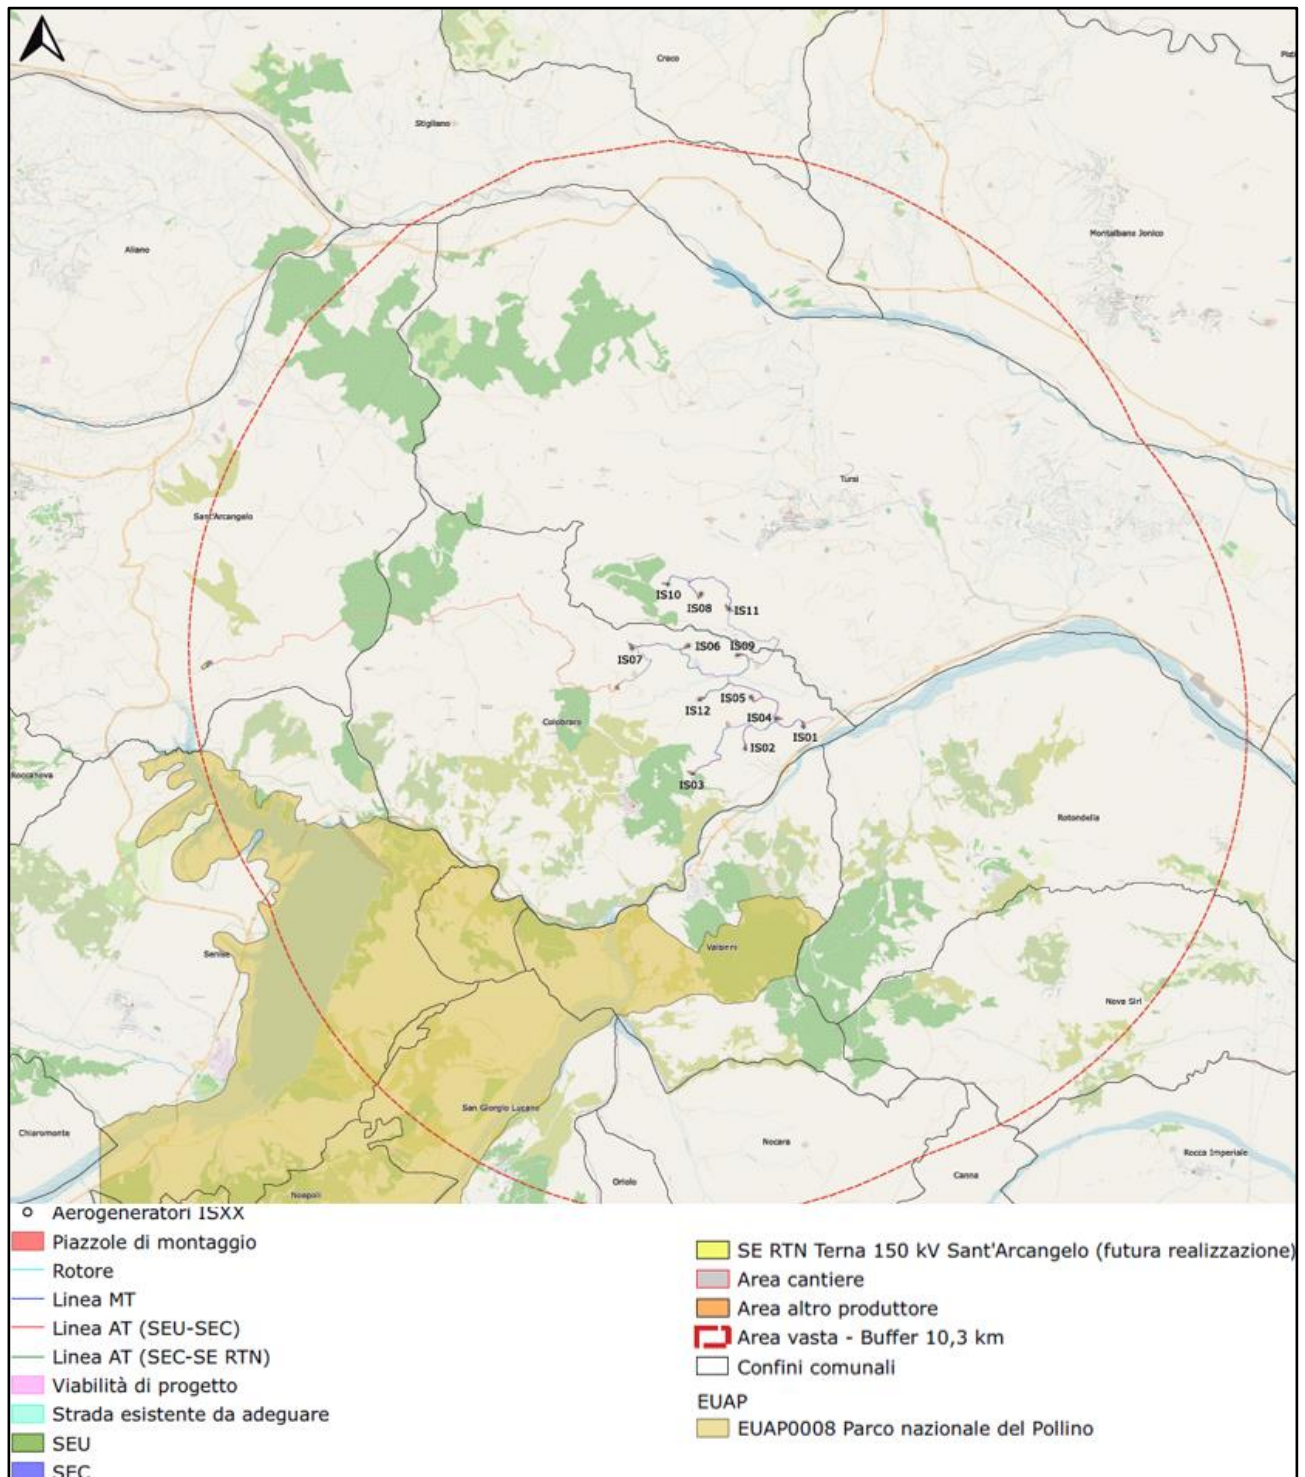 Craco
Stigliano
Aliano
Montalbano Jonico
Tursi
Sant'Arcangelo
IS10
IS08
IS11
IS06
IS09
IS07
IS12
IS05
IS04
IS01
Colobraro
IS02
IS03
Roccanova
Rotondella
Valsinni
Senise
Nova Siri
San Giorgio Lucano
Chiaromonte
Nocara
Rocca Imperiale
Canna
Oriolo
Noepoli
Aerogeneratori ISXX
Piazzole di montaggio
Rotore
Linea MT
Linea AT (SEU-SEC)
Linea AT (SEC-SE RTN)
Viabilità di progetto
Strada esistente da adeguare
SEU
SEC
SE RTN Terna 150 kV Sant'Arcangelo (futura realizzazione)
Area cantiere
Area altro produttore
Area vasta - Buffer 10,3 km
Confini comunali
EUAP
EUAP0008 Parco nazionale del Pollino